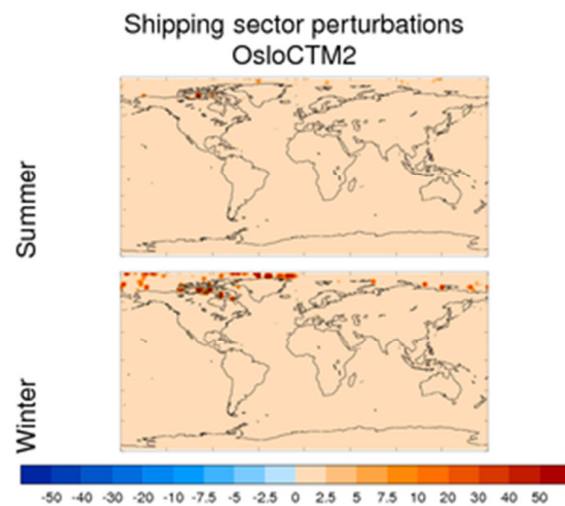 Shipping sector perturbations
OsloCTM2
Summer
Winter
-50 -40 -30 -20 -10 -7.5 -5 -2.5 0 2.5 5 7.5 10 20 30 40 50